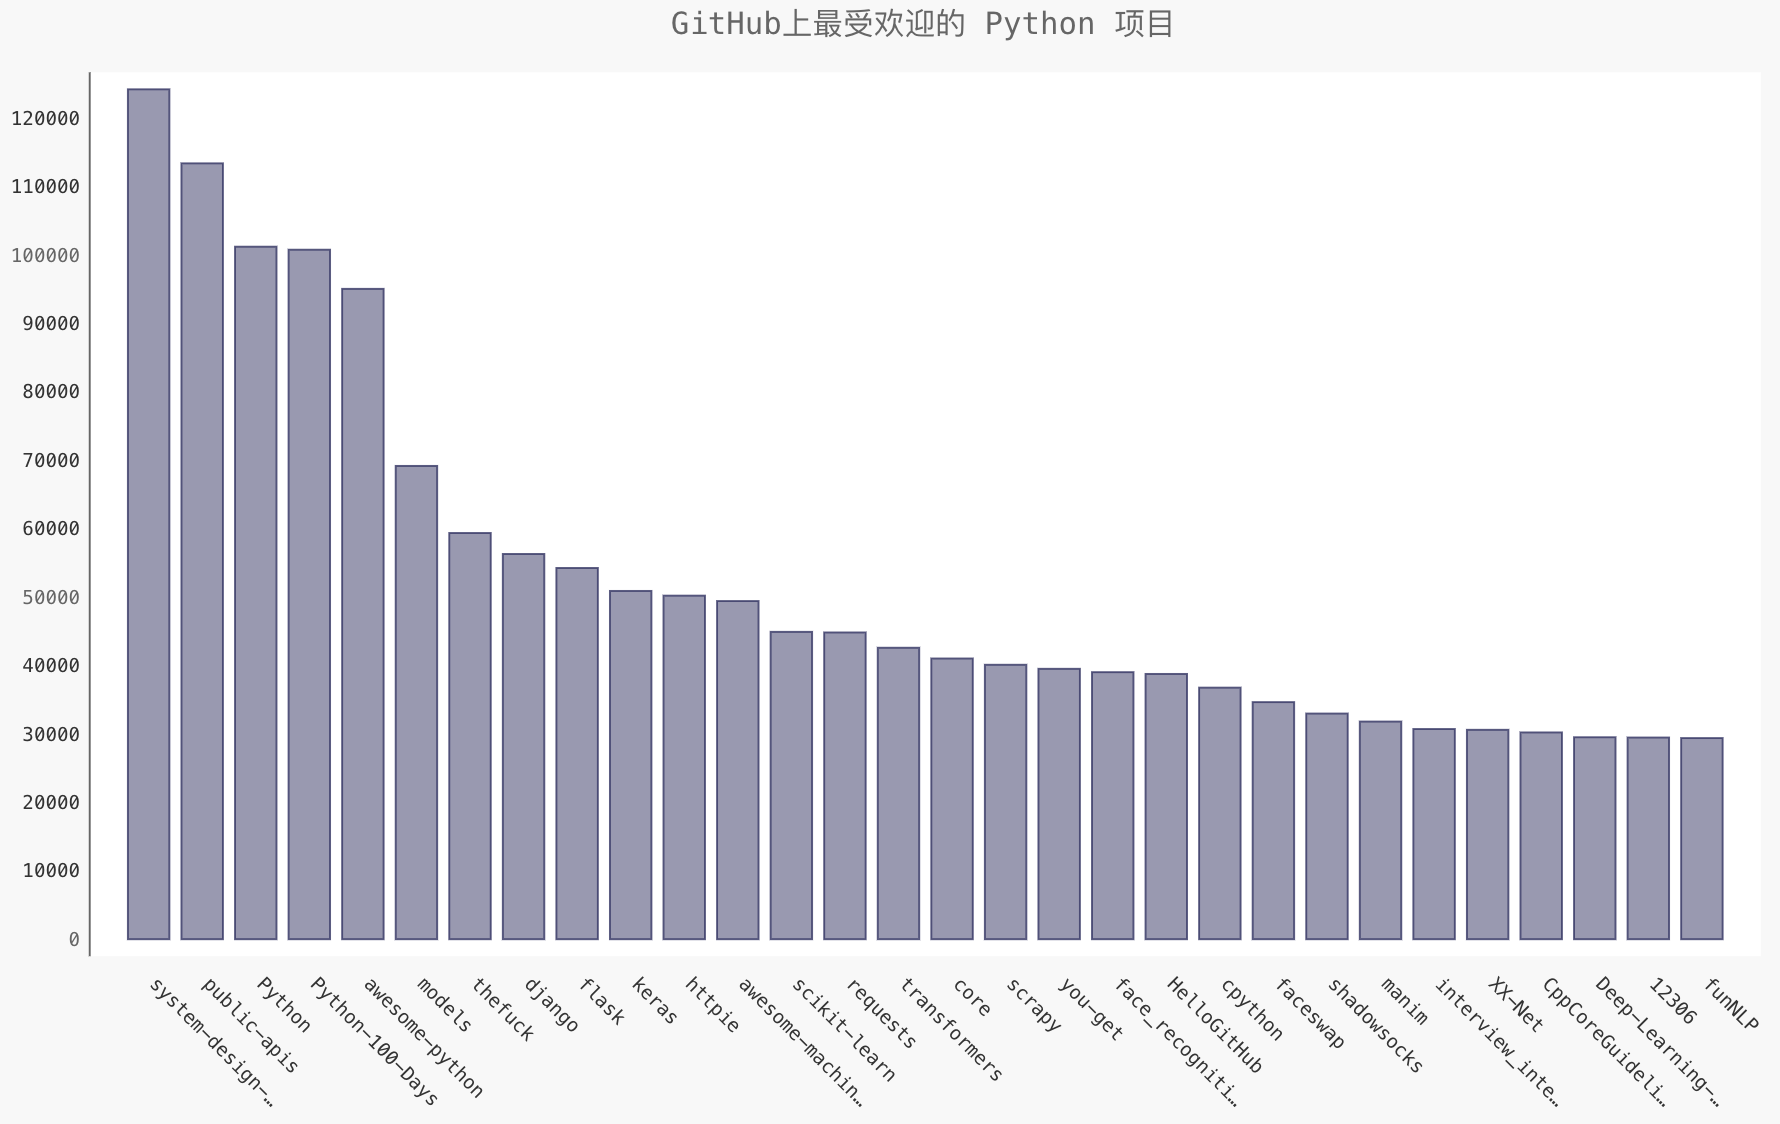 GitHub上最受欢迎的 Python 项目
120000
110000
100000
90000
80000
70000
60000
50000
40000
30000
20000
10000
0
system-design-…
public-apis
Python
Python-100-Days
awesome-python
models
thefuck
django
flask
keras
httpie
awesome-machin…
scikit-learn
requests
transformers
core
scrapy
you-get
face_recogniti…
HelloGitHub
cpython
faceswap
shadowsocks
manim
interview_inte…
XX-Net
CppCoreGuideli…
Deep-Learning-…
12306
funNLP